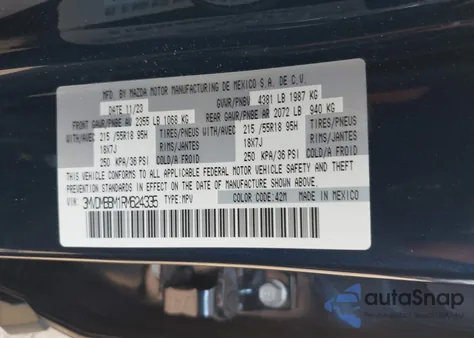 MFD. BY MAZDA MOTOR MANUFACTURING DE MEXICO S.A. DE C.V.
DATE 11/23 GVWR/PNBV 4381 LB 1987 KG
FRONT GAWR/PNBE AV 2355 LB 1068 KG REAR GAWR/PNBE AR 2072 LB 940 KG
WITH/AVEC 215 /55R18 95H TIRES/PNEUS WITH/AVEC 215 /55R18 95H TIRES/PNEUS
18X7J RIMS/JANTES 18X7J RIMS/JANTES
250 KPA/36 PSI COLD/A FROID 250 KPA/36 PSI COLD/A FROID
THIS VEHICLE CONFORMS TO ALL APPLICABLE FEDERAL MOTOR VEHICLE SAFETY AND
THEFT PREVENTION STANDARDS IN EFFECT ON THE DATE OF MANUFACTURE SHOWN ABOVE.
VIN: 3MVDMBBM1RM624335 TYPE:MPV COLOR CODE:42M MADE IN MEXICO
autaSnap